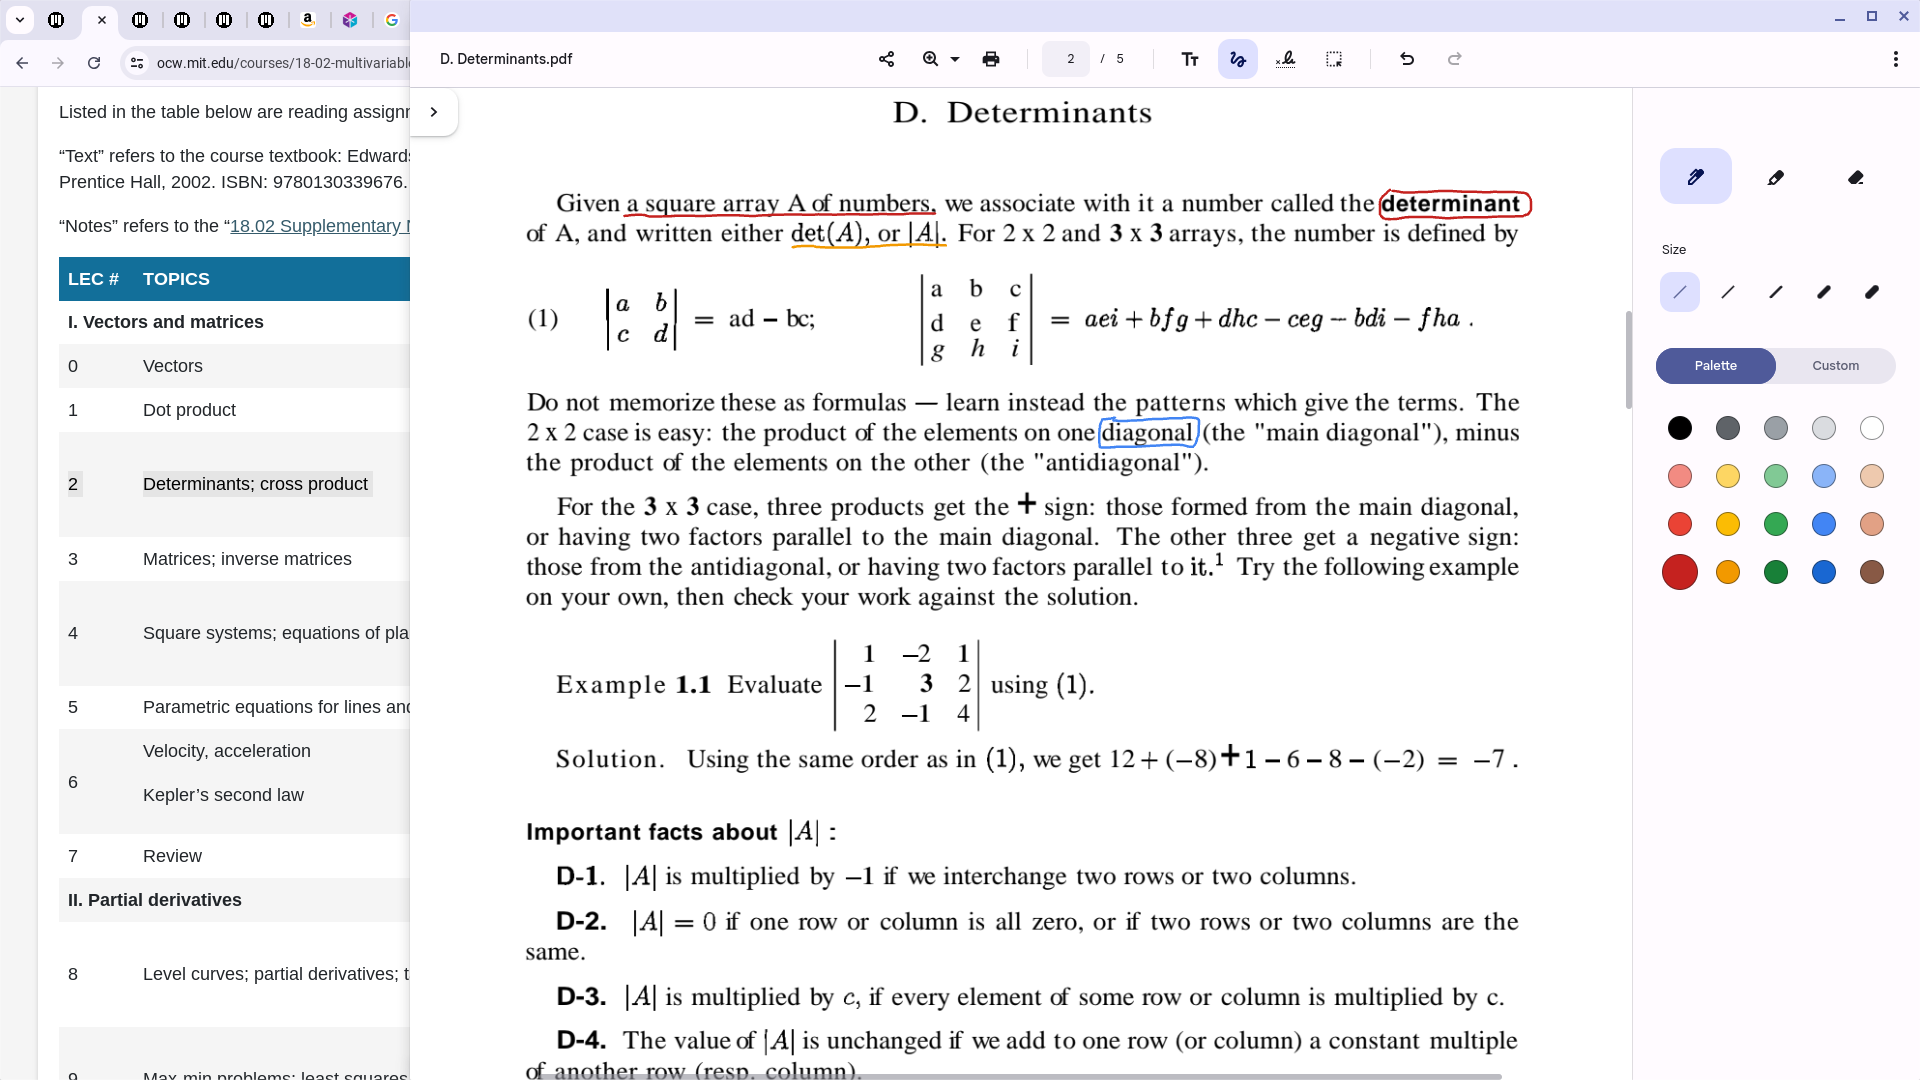 ocw.mit.edu/courses/18-02-multivariabl
Listed in the table below are reading assignm
“Text” refers to the course textbook: Edwards
Prentice Hall, 2002. ISBN: 9780130339676.
“Notes” refers to the “18.02 Supplementary N
LEC # TOPICS
I. Vectors and matrices
0 Vectors
1 Dot product
2 Determinants; cross product
3 Matrices; inverse matrices
4 Square systems; equations of pla
5 Parametric equations for lines and
6 Velocity, acceleration
Kepler’s second law
7 Review
II. Partial derivatives
8 Level curves; partial derivatives; t
9 Max-min problems; least squares
D. Determinants.pdf
2 / 5
D. Determinants
Given a square array A of numbers, we associate with it a number called the determinant
of A, and written either det(A), or |A|. For 2 x 2 and 3 x 3 arrays, the number is defined by
(1) |a b; c d| = ad – bc; |a b c; d e f; g h i| = aei + bfg + dhc – ceg – bdi – fha .
Do not memorize these as formulas — learn instead the patterns which give the terms. The
2 x 2 case is easy: the product of the elements on one diagonal (the "main diagonal"), minus
the product of the elements on the other (the "antidiagonal").
For the 3 x 3 case, three products get the + sign: those formed from the main diagonal,
or having two factors parallel to the main diagonal. The other three get a negative sign:
those from the antidiagonal, or having two factors parallel to it.¹ Try the following example
on your own, then check your work against the solution.
1 –2 1
Example 1.1 Evaluate –1 3 2 using (1).
2 –1 4
Solution. Using the same order as in (1), we get 12 + (–8) + 1 – 6 – 8 – (–2) = –7 .
Important facts about |A| :
D-1. |A| is multiplied by –1 if we interchange two rows or two columns.
D-2. |A| = 0 if one row or column is all zero, or if two rows or two columns are the
same.
D-3. |A| is multiplied by c, if every element of some row or column is multiplied by c.
D-4. The value of |A| is unchanged if we add to one row (or column) a constant multiple
of another row (resp. column).
Size
Palette Custom